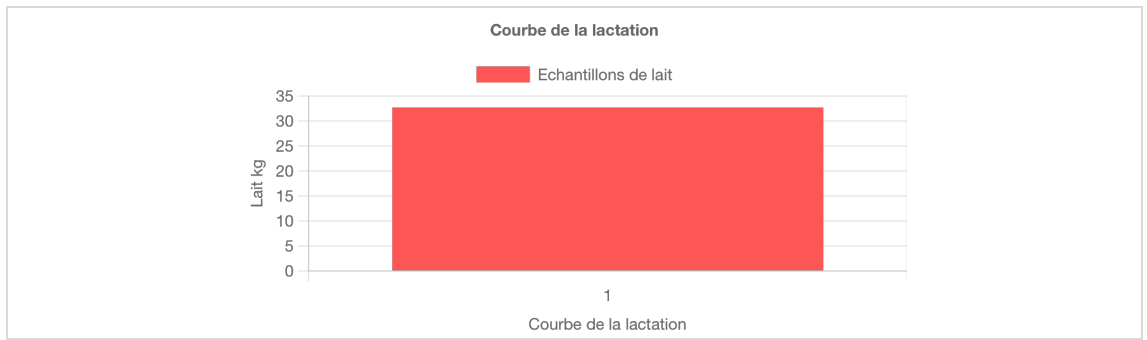 Courbe de la lactation
Echantillons de lait
35
30
25
20
15
10
5
0
Lait kg
1
Courbe de la lactation